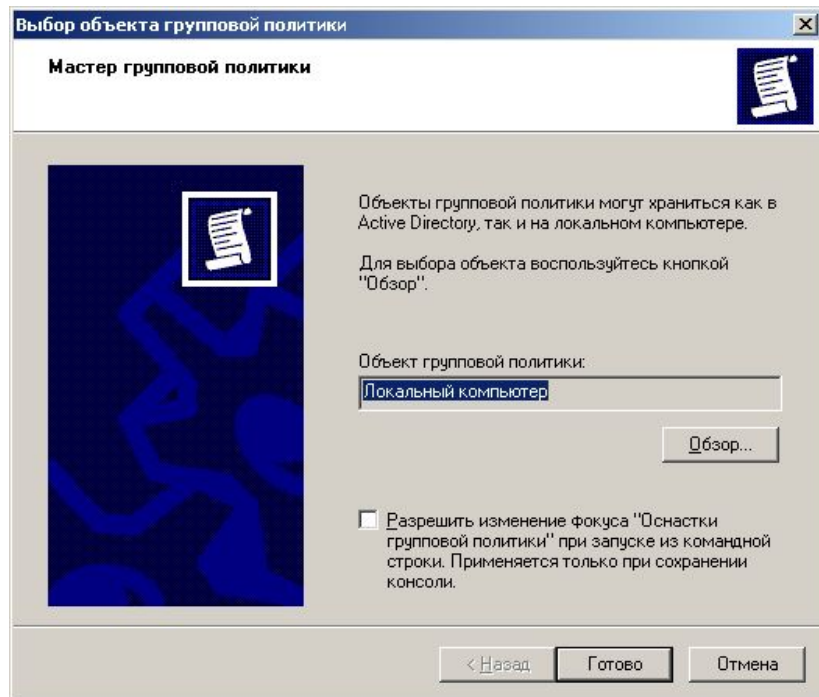 Выбор объекта групповой политики
Мастер групповой политики
Объекты групповой политики могут храниться как в
Active Directory, так и на локальном компьютере.
Для выбора объекта воспользуйтесь кнопкой
"Обзор".
Объект групповой политики:
Локальный компьютер
Обзор...
Разрешить изменение фокуса "Оснастки
групповой политики" при запуске из командной
строки. Применяется только при сохранении
консоли.
< Назад Готово Отмена